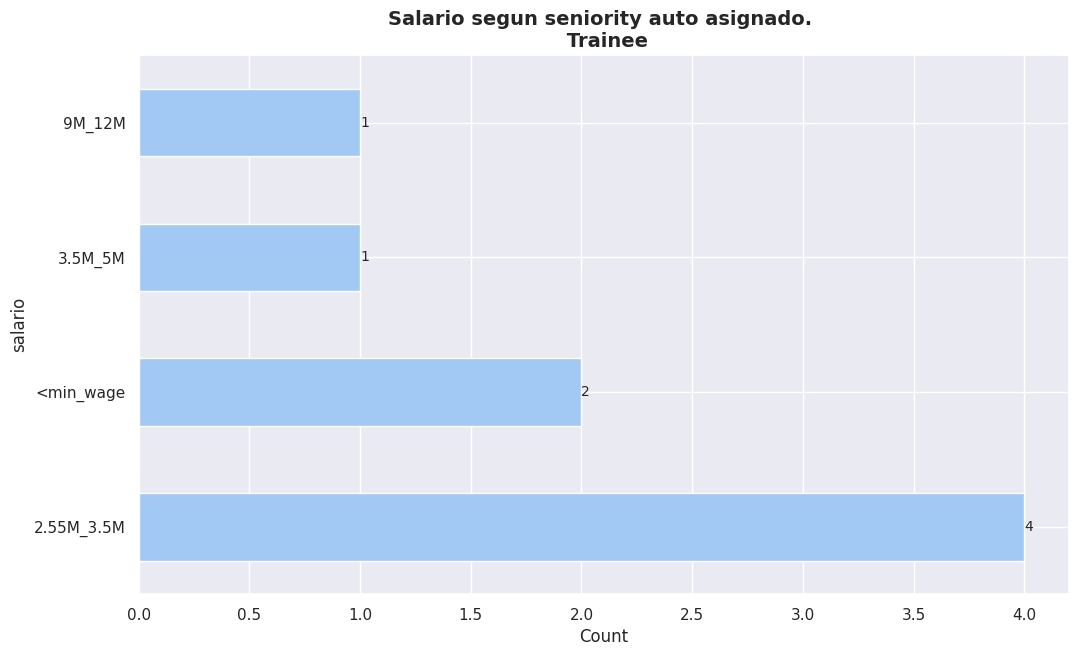 Salario segun seniority auto asignado.
Trainee
9M_12M
1
3.5M_5M
1
salario
<min_wage
2
2.55M_3.5M
4
0.0 0.5 1.0 1.5 2.0 2.5 3.0 3.5 4.0
Count